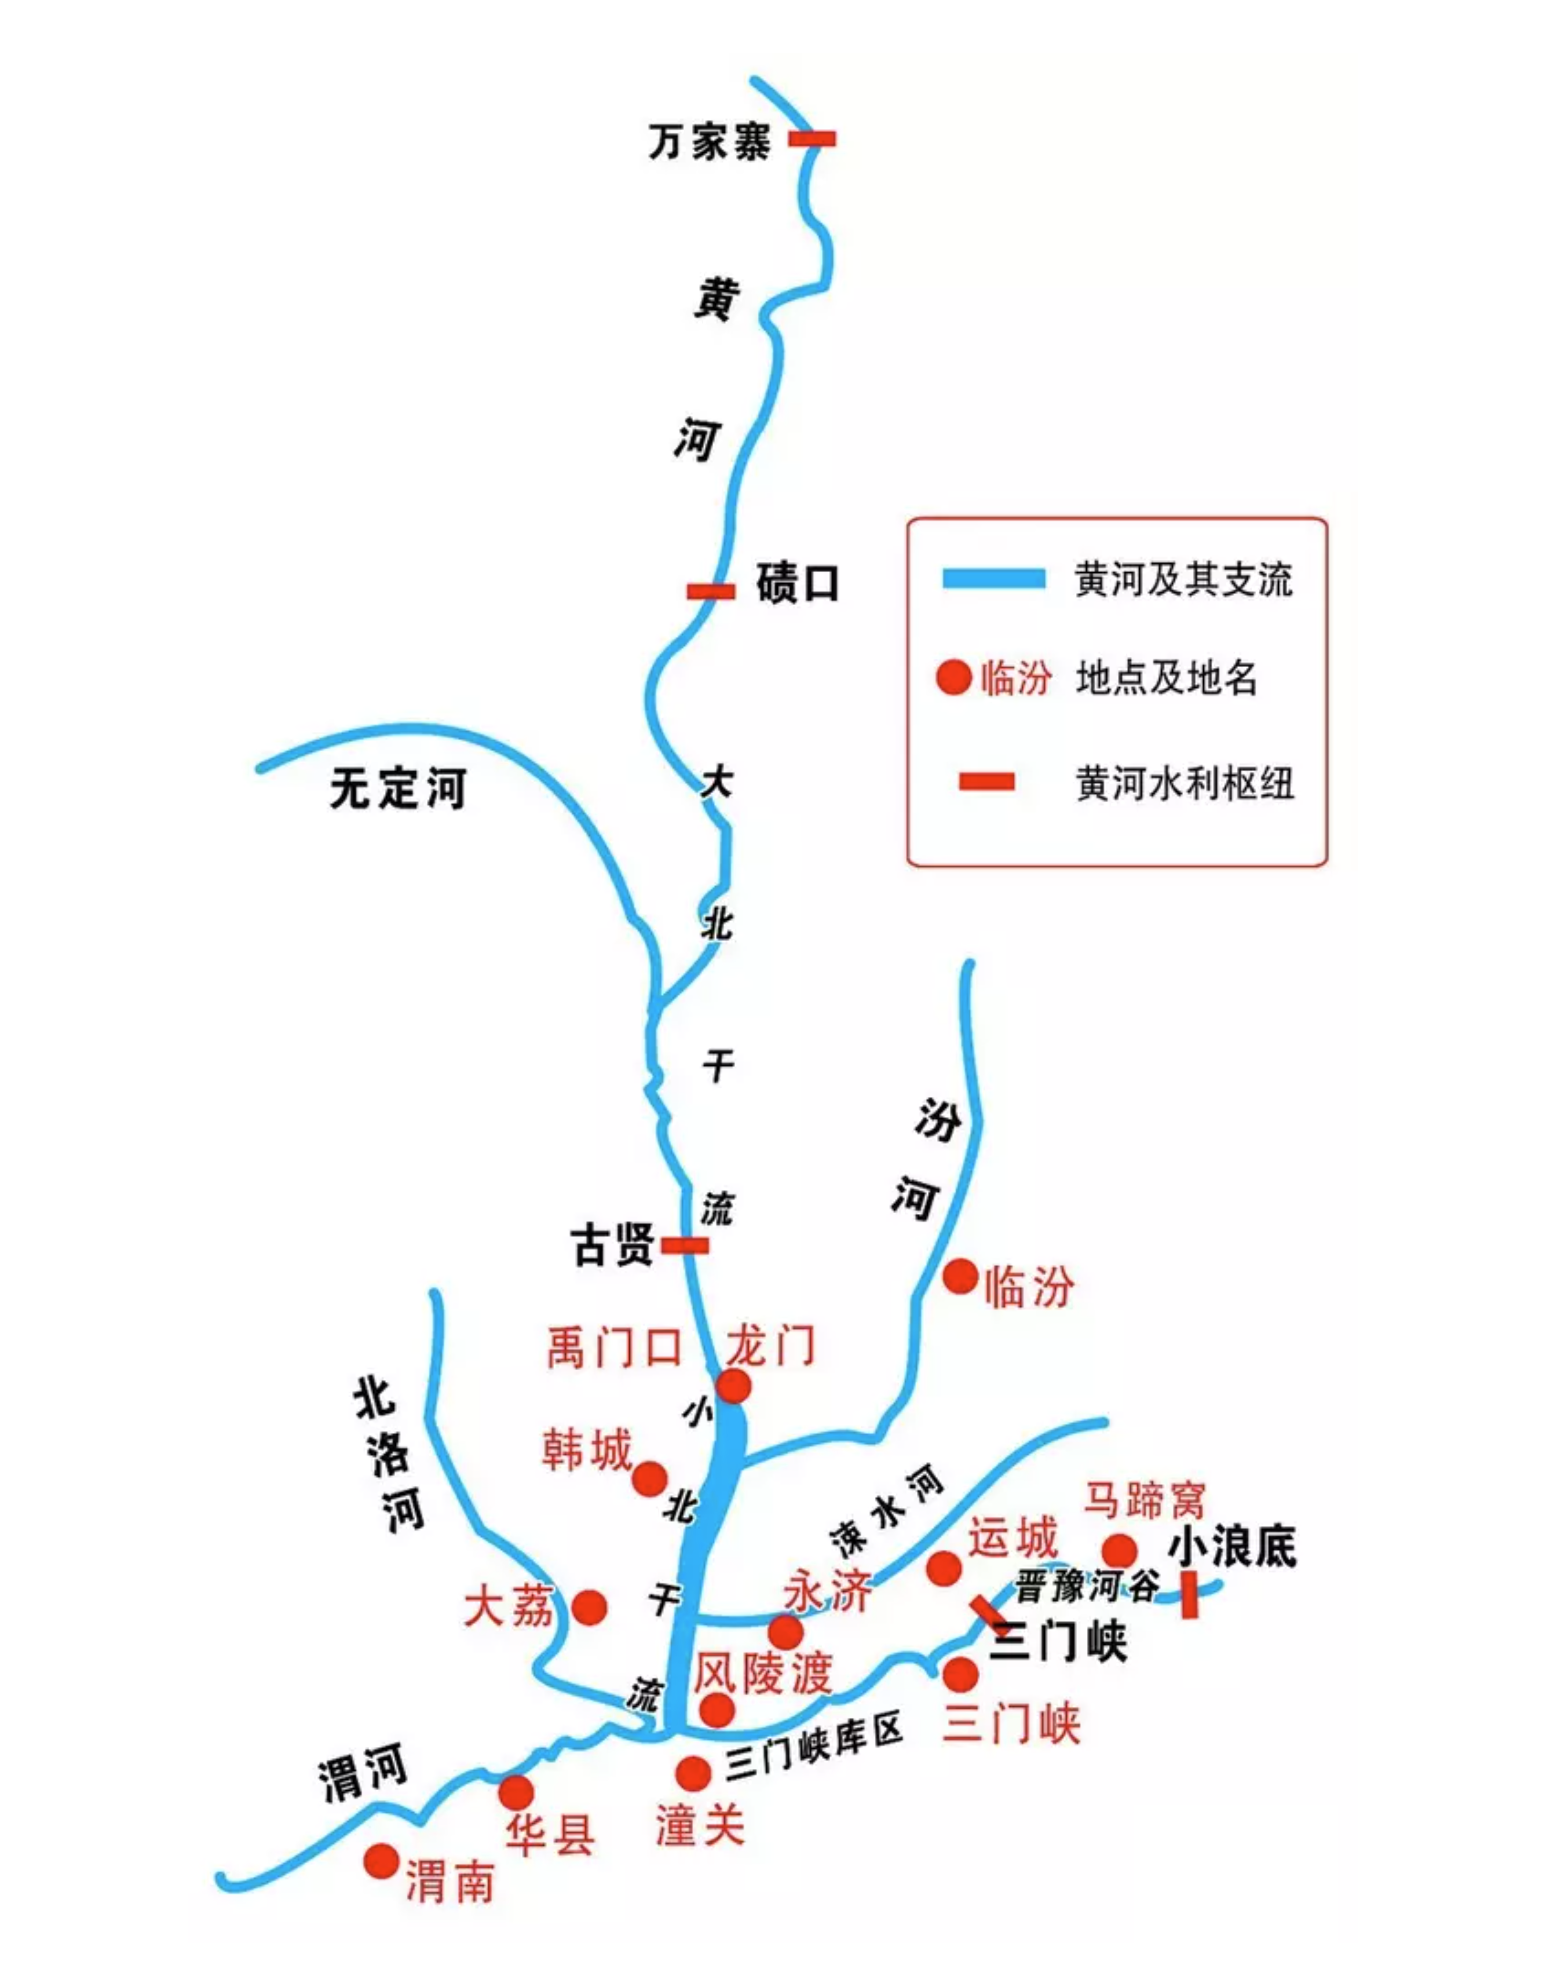 万家寨
黄河
碛口
黄河及其支流
临汾 地点及地名
黄河水利枢纽
无定河
大北干流
汾河
古贤
临汾
禹门口
龙门
小北干流
北洛河
韩城
涑水河
马蹄窝
运城
小浪底
晋豫河谷
大荔
永济
三门峡
风陵渡
三门峡
三门峡库区
渭河
潼关
华县
渭南